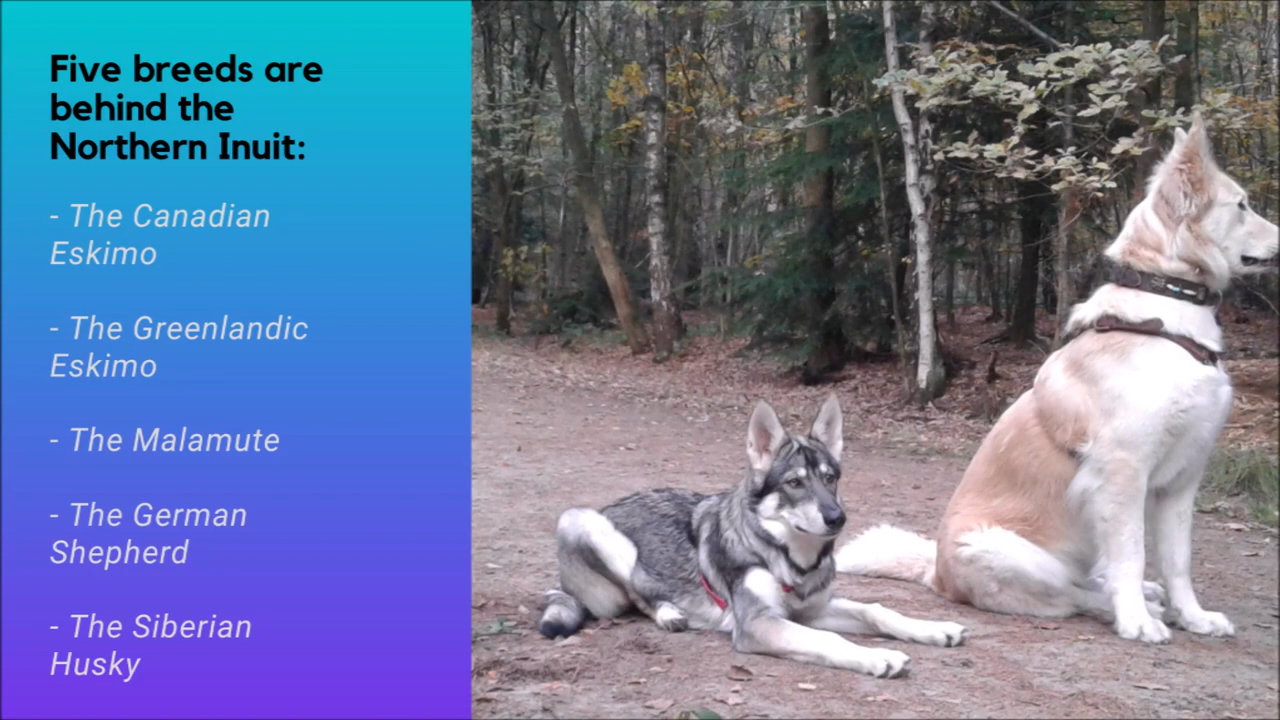 Five breeds are
behind the
Northern Inuit:
- The Canadian
Eskimo
- The Greenlandic
Eskimo
- The Malamute
- The German
Shepherd
- The Siberian
Husky